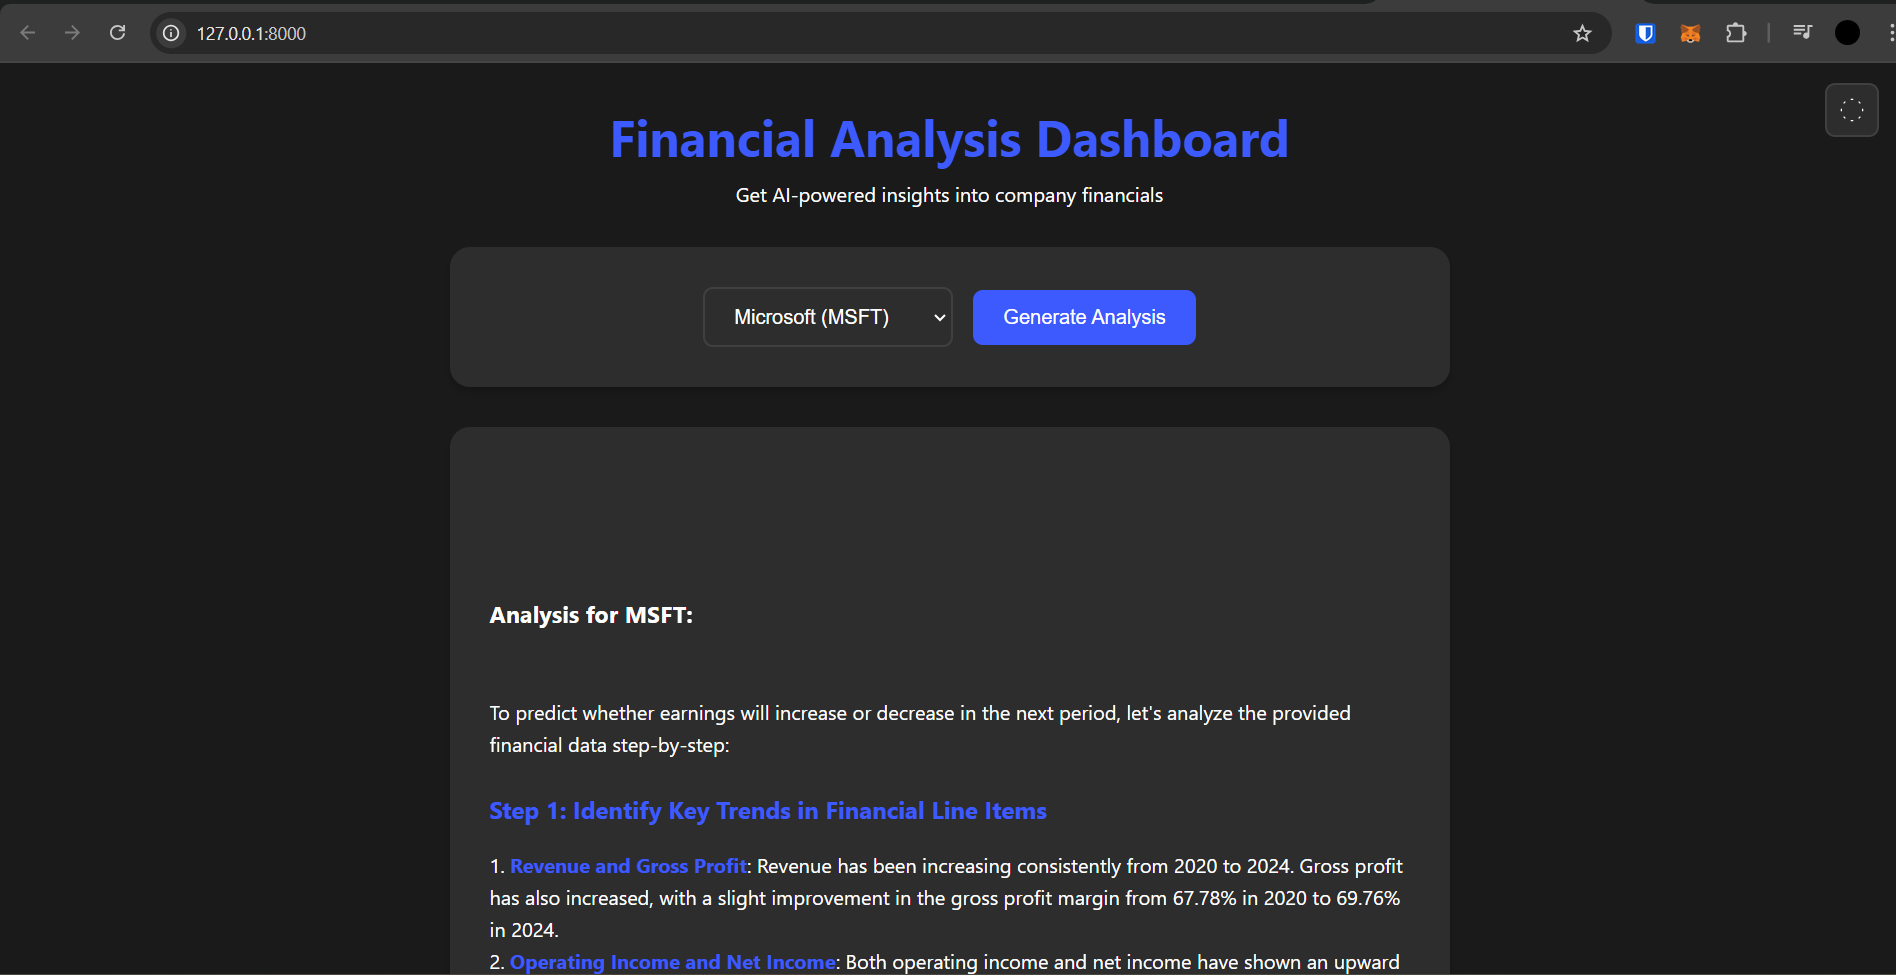 127.0.0.1:8000
Financial Analysis Dashboard
Get AI-powered insights into company financials
Microsoft (MSFT)
Generate Analysis
Analysis for MSFT:
To predict whether earnings will increase or decrease in the next period, let's analyze the provided
financial data step-by-step:
Step 1: Identify Key Trends in Financial Line Items
1. Revenue and Gross Profit: Revenue has been increasing consistently from 2020 to 2024. Gross profit
has also increased, with a slight improvement in the gross profit margin from 67.78% in 2020 to 69.76%
in 2024.
2. Operating Income and Net Income: Both operating income and net income have shown an upward